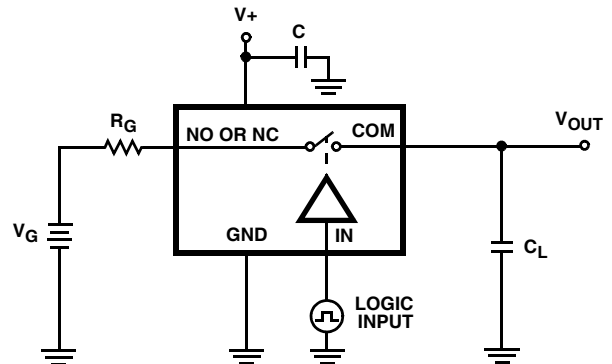 V+
C
RG
NO OR NC
COM
VOUT
VG
GND
IN
CL
LOGIC
INPUT